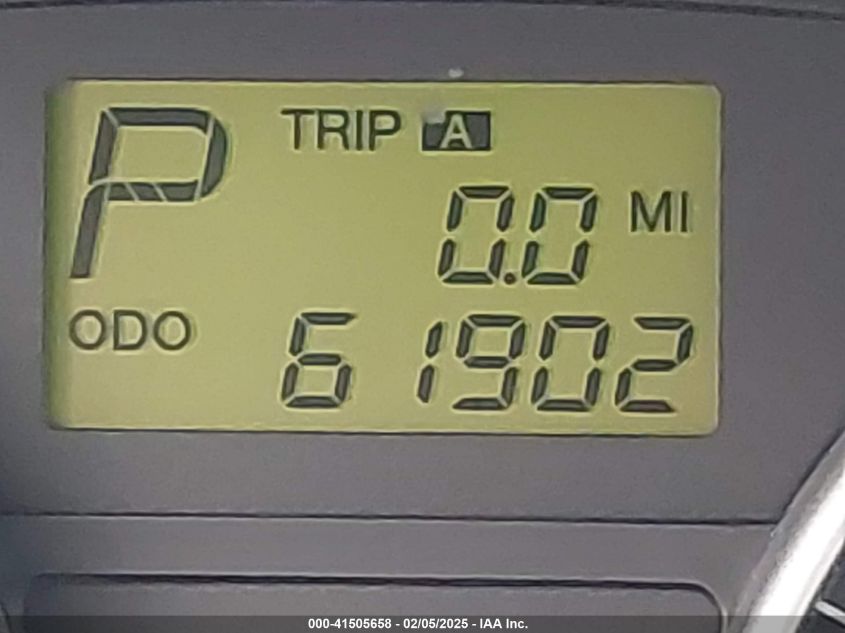 P
TRIP A
0.0 MI
ODO 61902
000-41505658 - 02/05/2025 - IAA Inc.